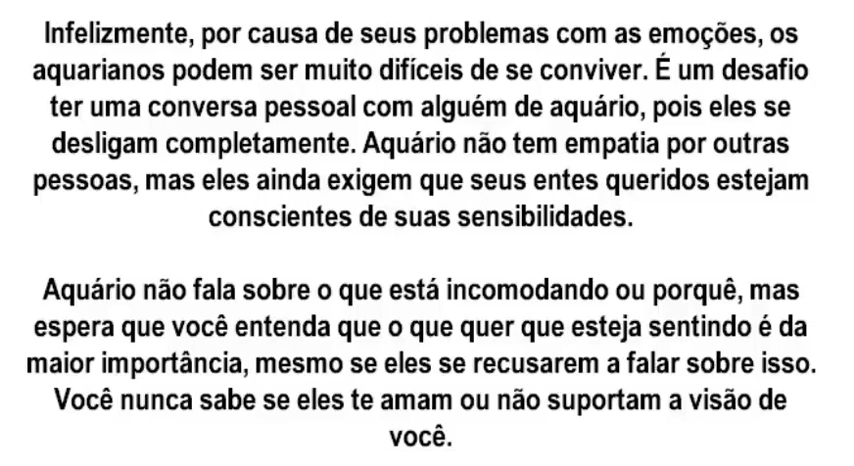 Infelizmente, por causa de seus problemas com as emoções, os
aquarianos podem ser muito difíceis de se conviver. É um desafio
ter uma conversa pessoal com alguém de aquário, pois eles se
desligam completamente. Aquário não tem empatia por outras
pessoas, mas eles ainda exigem que seus entes queridos estejam
conscientes de suas sensibilidades.
Aquário não fala sobre o que está incomodando ou porquê, mas
espera que você entenda que o que quer que esteja sentindo é da
maior importância, mesmo se eles se recusarem a falar sobre isso.
Você nunca sabe se eles te amam ou não suportam a visão de
você.